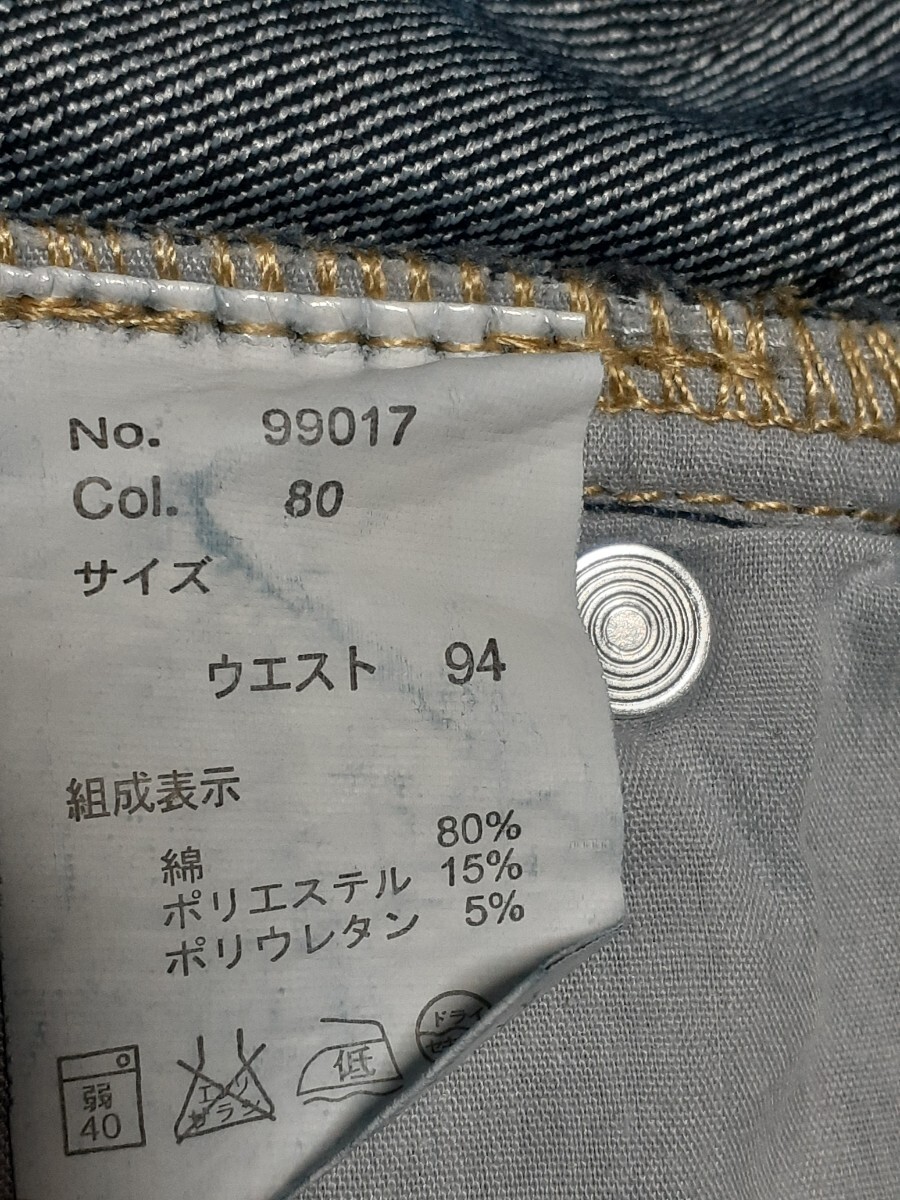 No. 99017
Col. 80
サイズ
ウエスト 94
組成表示
綿 80%
ポリエステル 15%
ポリウレタン 5%
弱
40
エンソ
サラシ
低
ドライ